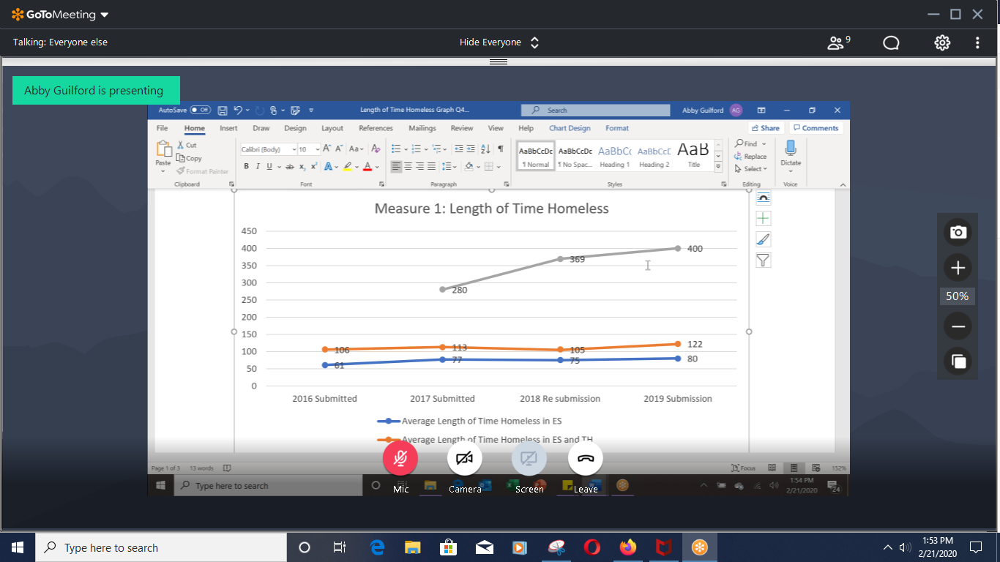 GoToMeeting
Talking: Everyone else
Hide Everyone
9
Abby Guilford is presenting
AutoSave Off
Length of Time Homeless Graph Q4...
Search
Abby Guilford AG
File Home Insert Draw Design Layout References Mailings Review View Help Chart Design Format
Share Comments
Paste
Cut
Copy
Format Painter
Clipboard
Calibri (Body) 10
Font
Paragraph
AaBbCcDc AaBbCcDc AaBbCc AaBbCcE AaB
¶ Normal ¶ No Spac... Heading 1 Heading 2 Title
Styles
Find
Replace
Select
Editing
Dictate
Voice
Measure 1: Length of Time Homeless
450
400
350
300
250
200
150
100
50
0
280 369 400
106 113 105 122
61 77 75 80
2016 Submitted 2017 Submitted 2018 Re submission 2019 Submission
Average Length of Time Homeless in ES
Average Length of Time Homeless in ES and TH
50%
Page 1 of 3 13 words
Focus
152%
Type here to search
1:54 PM
2/21/2020
24
Mic Camera Screen Leave
Type here to search
1:53 PM
2/21/2020